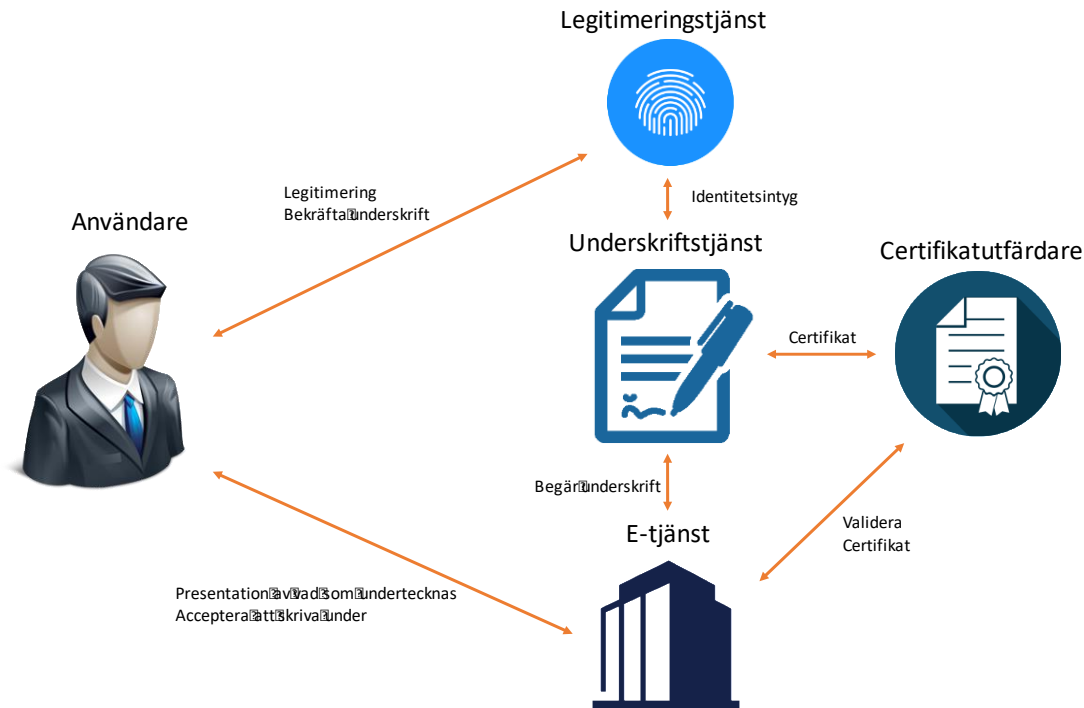 Legitimeringstjänst
Legitimering
Bekräfta underskrift
Identitetsintyg
Användare
Underskriftstjänst
Certifikatutfärdare
Certifikat
Begär underskrift
Validera
Certifikat
E-tjänst
Presentation av vad som undertecknas
Acceptera att skriva under